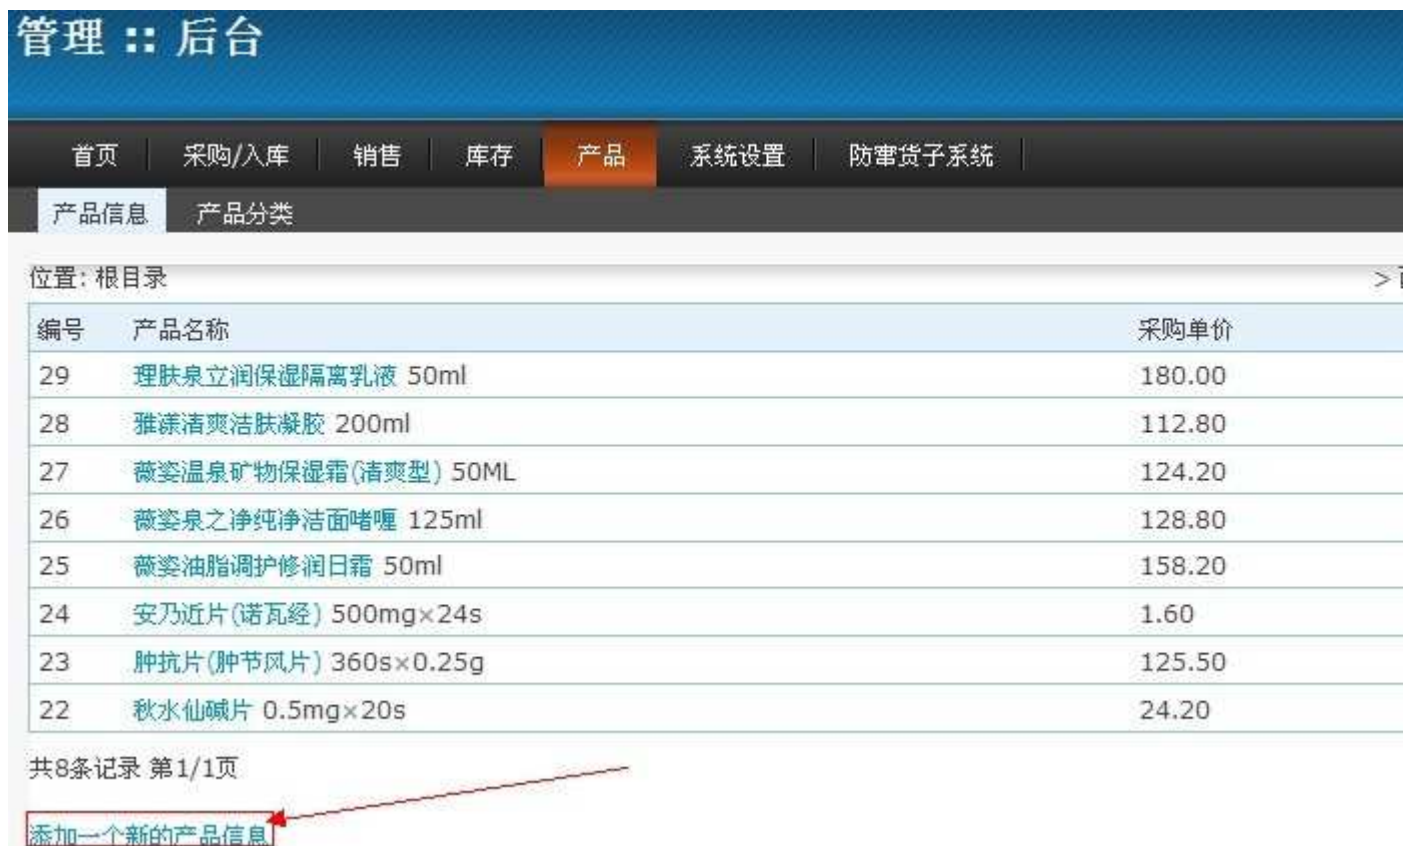 管理 :: 后台
首页 采购/入库 销售 库存 产品 系统设置 防窜货子系统
产品信息 产品分类
位置: 根目录 >
编号 产品名称 采购单价
29 理肤泉立润保湿隔离乳液 50ml 180.00
28 雅漾清爽洁肤凝胶 200ml 112.80
27 薇姿温泉矿物保湿霜(清爽型) 50ML 124.20
26 薇姿泉之净纯净洁面啫喱 125ml 128.80
25 薇姿油脂调护修润日霜 50ml 158.20
24 安乃近片(诺瓦经) 500mg×24s 1.60
23 肿抗片(肿节风片) 360s×0.25g 125.50
22 秋水仙碱片 0.5mg×20s 24.20
共8条记录 第1/1页
添加一个新的产品信息